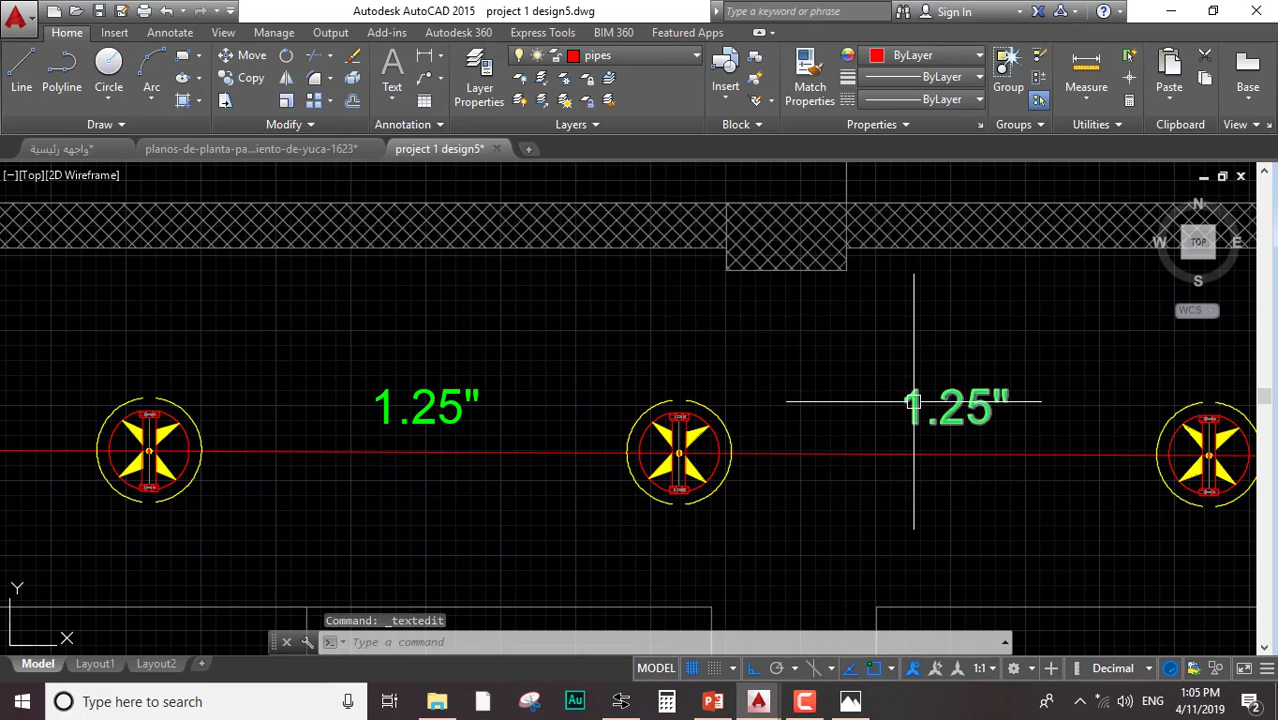 Autodesk AutoCAD 2015 project 1 design5.dwg
Type a keyword or phrase
Sign In
Home Insert Annotate View Manage Output Add-ins Autodesk 360 Express Tools BIM 360 Featured Apps
Line Polyline Circle Arc
Move
Copy
Text
Layer
Properties
pipes
Insert
Match
Properties
ByLayer
ByLayer
ByLayer
Group
Measure
Paste
Base
Draw Modify Annotation Layers Block Properties Groups Utilities Clipboard View
واجهه رئيسية*
planos-de-planta-pa...iento-de-yuca-1623*
project 1 design5*
[−][Top][2D Wireframe]
N
W TOP E
S
WCS
1.25" 1.25"
Y
X
Command: _textedit
Type a command
Model Layout1 Layout2
MODEL 1:1 Decimal
Type here to search
Au
ENG
1:05 PM
4/11/2019
2